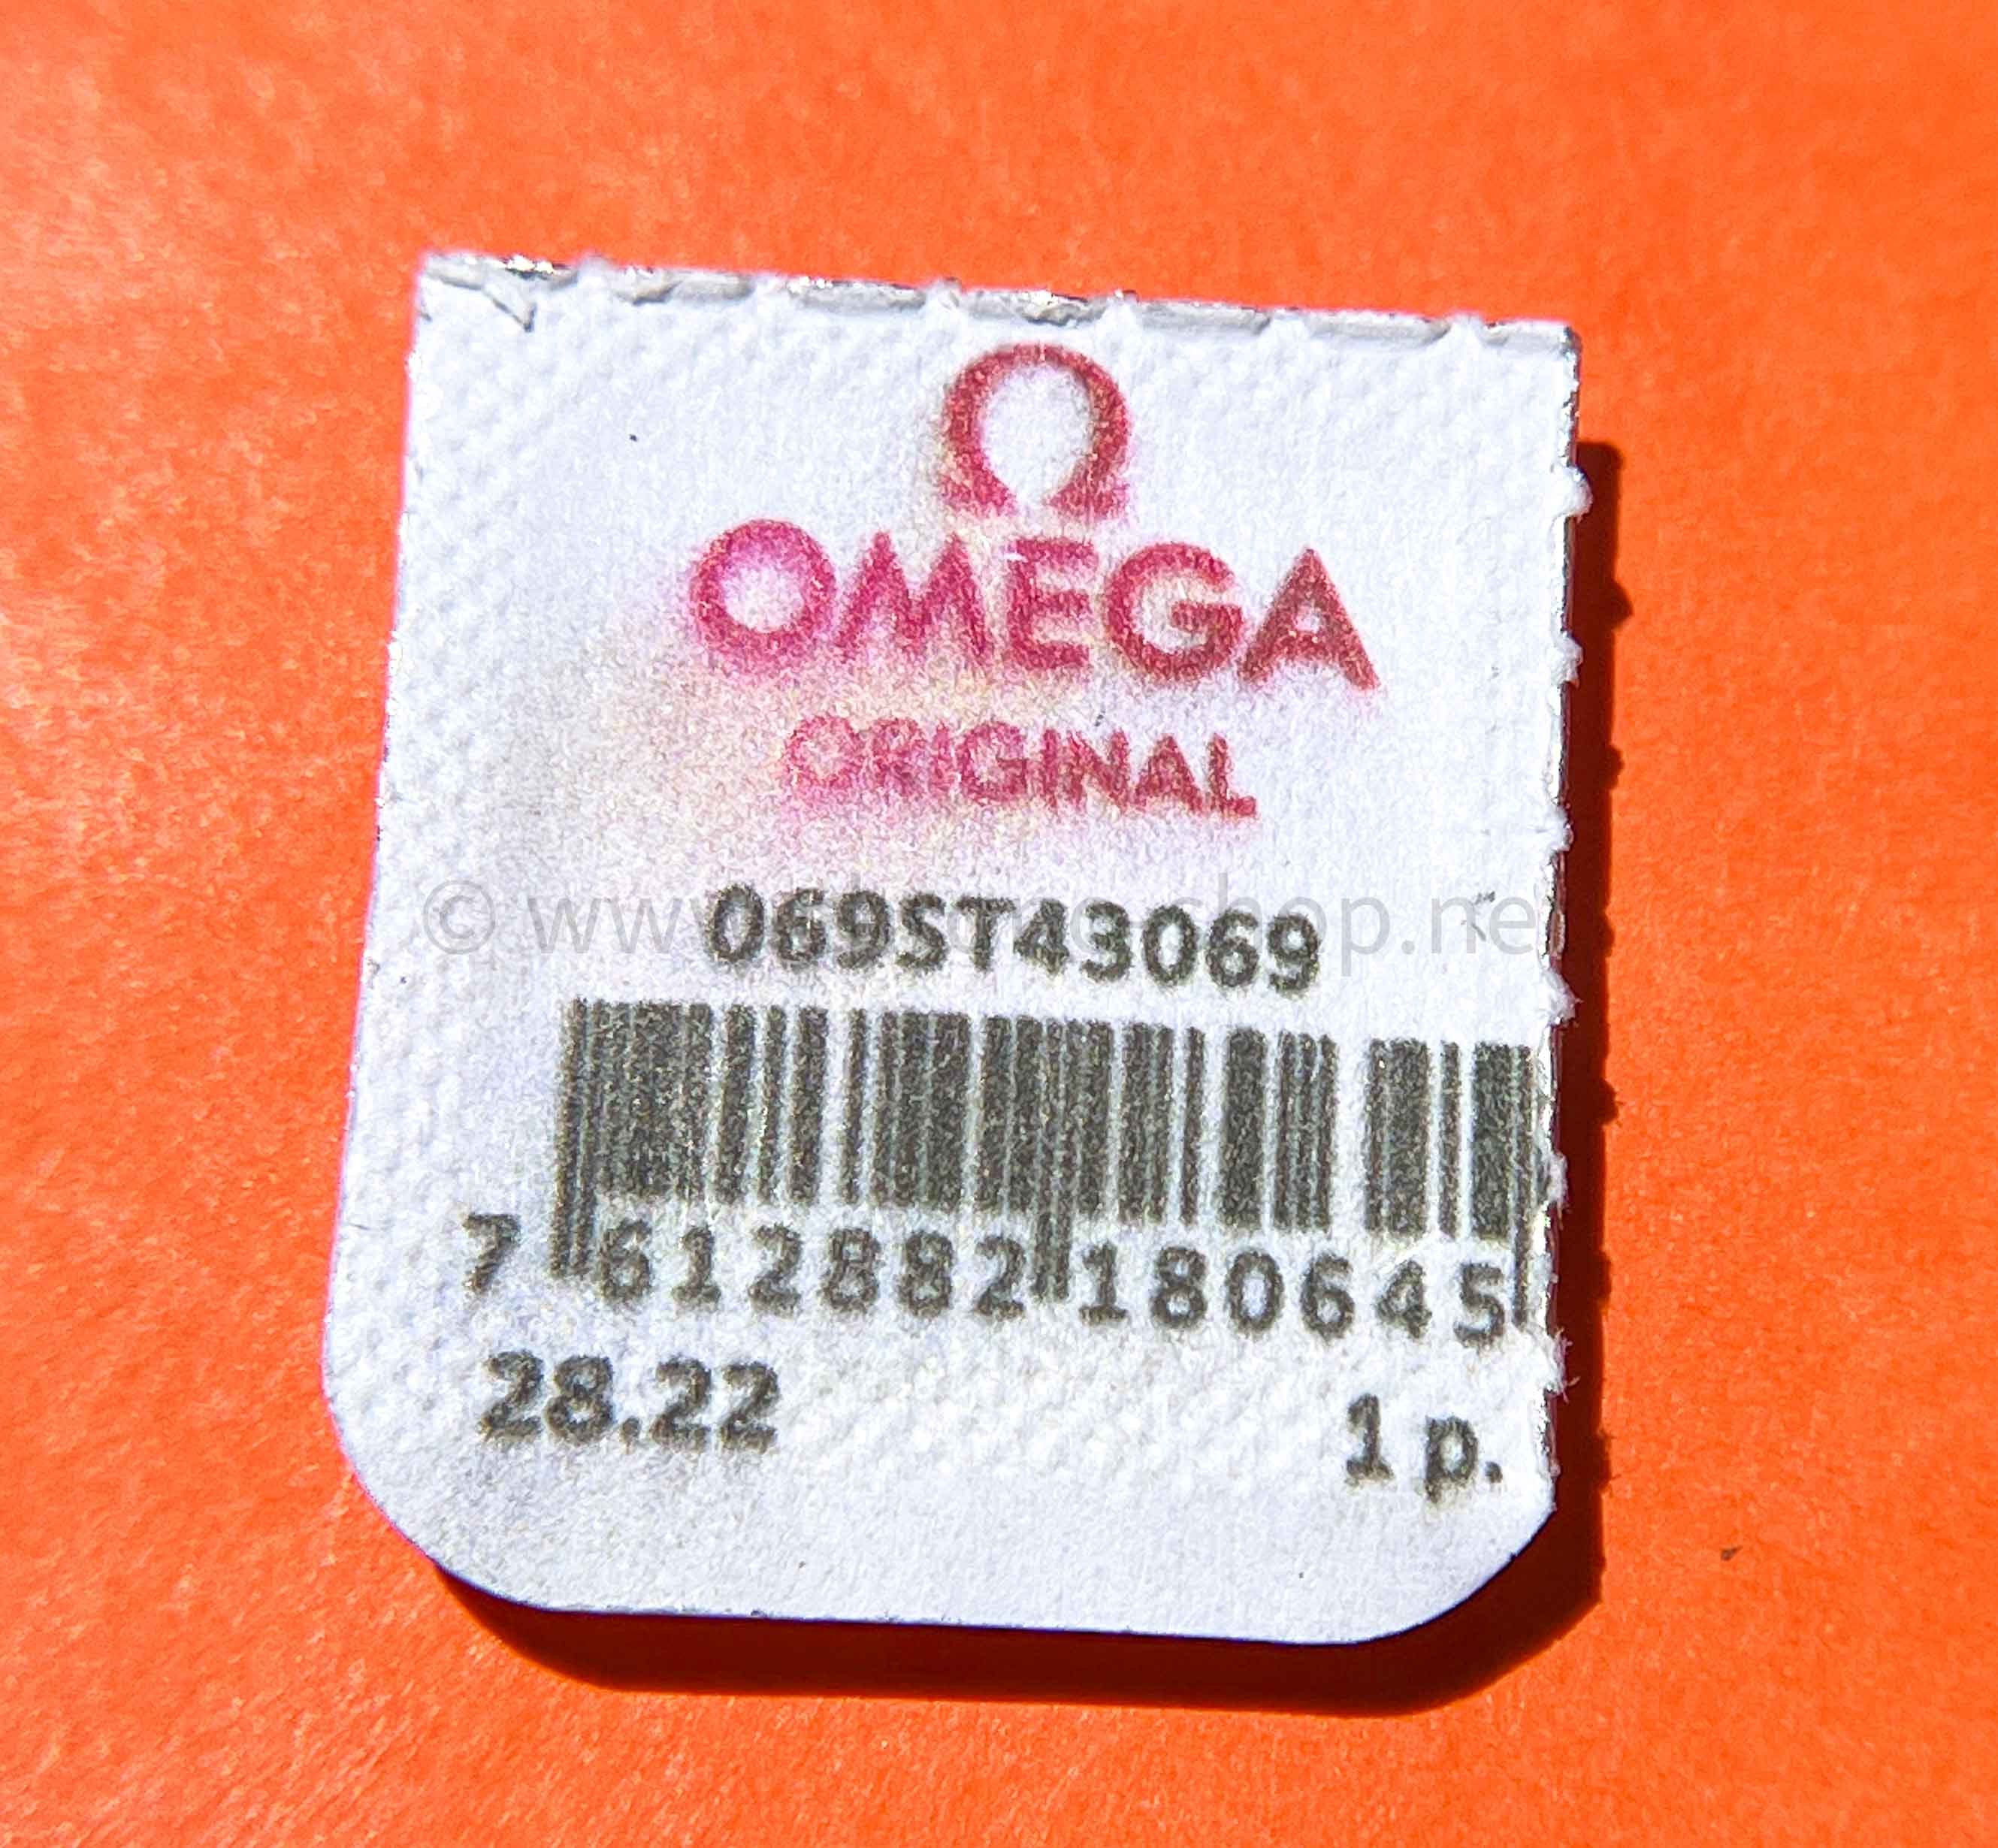 Ω
OMEGA
ORIGINAL
069ST43069
7 612882 180645
28.22 1 p.